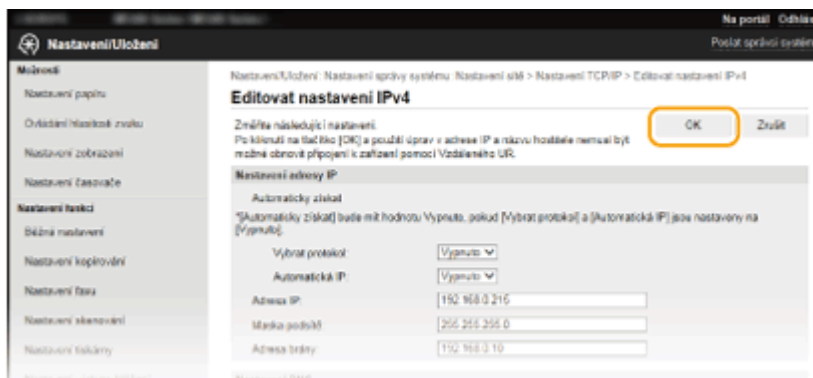 Na portál Odhlás
Nastavení/Uložení
Poslat správci systém
Možnosti
Nastavení papíru
Ovládání hlasitosti zvuku
Nastavení zobrazení
Nastavení časovače
Nastavení funkcí
Běžná nastavení
Nastavení kopírování
Nastavení faxu
Nastavení skenování
Nastavení tiskárny
Nastavení/Uložení: Nastavení správy systému: Nastavení sítě > Nastavení TCP/IP > Editovat nastavení IPv4
Editovat nastavení IPv4
Změňte následující nastavení.
Po kliknutí na tlačítko [OK] a použití úprav v adrese IP a názvu hostitele nemusí být
možné obnovit připojení k zařízení pomocí Vzdáleného UR.
OK Zrušit
Nastavení adresy IP
Automaticky získat
*[Automaticky získat] bude mít hodnotu Vypnuto, pokud [Vybrat protokol] a [Automatická IP] jsou nastaveny na
[Vypnuto].
Vybrat protokol: Vypnuto
Automatická IP: Vypnuto
Adresa IP: 192.168.0.215
Maska podsítě: 255.255.255.0
Adresa brány: 192.168.0.10